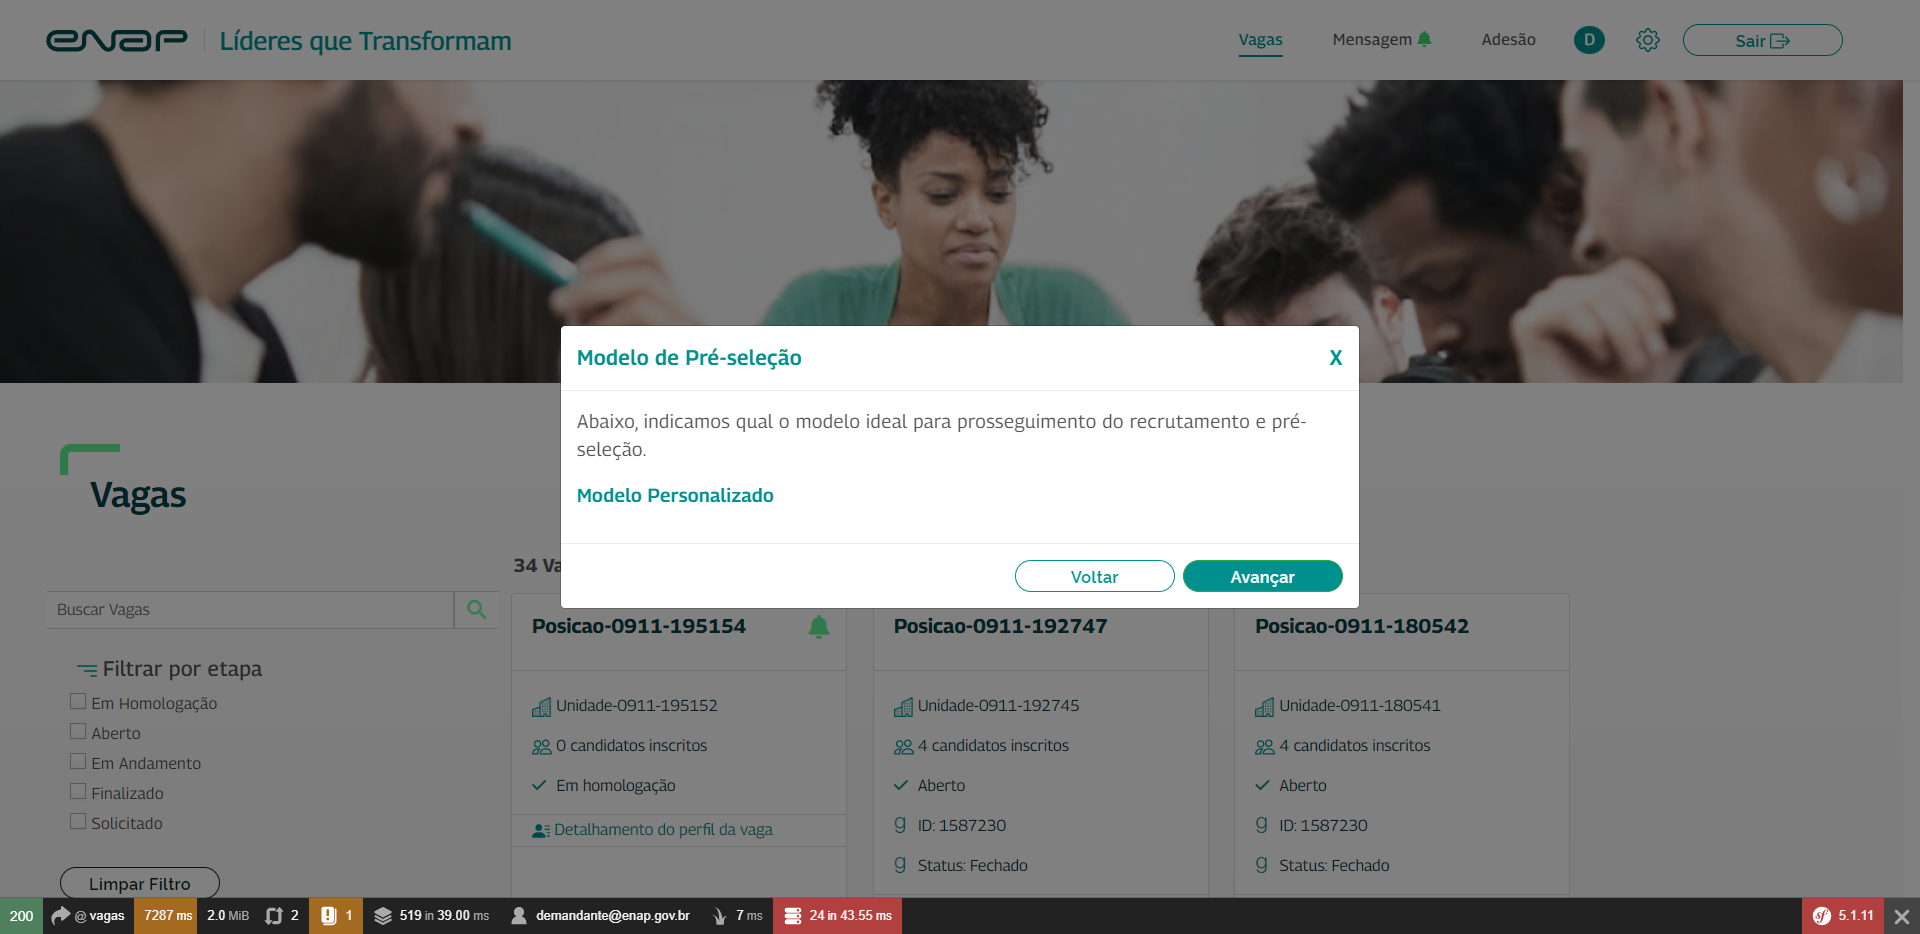 enap
Líderes que Transformam
Vagas
Mensagem
Adesão
D
Sair
Modelo de Pré-seleção
X
Abaixo, indicamos qual o modelo ideal para prosseguimento do recrutamento e pré-
seleção.
Modelo Personalizado
Voltar
Avançar
Vagas
34 Va
Buscar Vagas
Filtrar por etapa
Em Homologação
Aberto
Em Andamento
Finalizado
Solicitado
Limpar Filtro
Posicao-0911-195154
Unidade-0911-195152
0 candidatos inscritos
Em homologação
Detalhamento do perfil da vaga
Posicao-0911-192747
Unidade-0911-192745
4 candidatos inscritos
Aberto
ID: 1587230
Status: Fechado
Posicao-0911-180542
Unidade-0911-180541
4 candidatos inscritos
Aberto
ID: 1587230
Status: Fechado
200 @ vagas 7287 ms 2.0 MiB 2 1 519 in 39.00 ms demandante@enap.gov.br 7 ms 24 in 43.55 ms sf 5.1.11